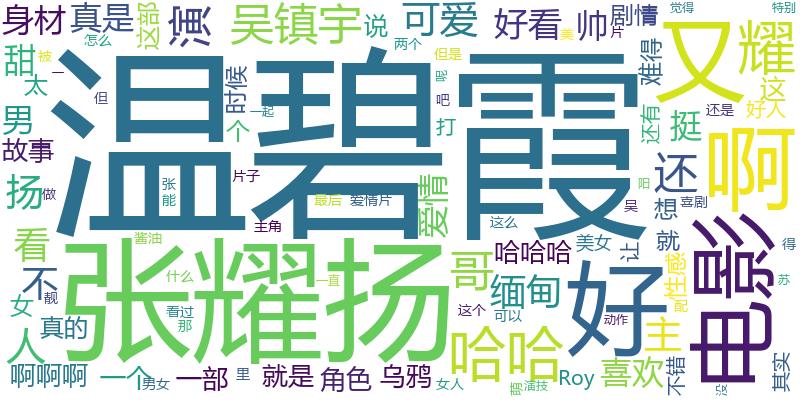 身材
真是
这部
演
吴镇宇
说
可爱
好看
帅
剧情
片
觉得
特别
怎么
两个
但是
美
甜
被
太
一
但
时候
呢
吧
一起
难得
又
耀
这
还是
好人
男
个
打
还有
挺
故事
温碧霞
啊
扬
做
张
能
片子
最后
爱情片
爱情
还
阳
想
喜剧
吴
主角
这么
看
酱油
张耀扬
哥
哈哈哈
美女
让
就
得
不
靓
什么
一直
缅甸
好
性感
配
电影
苏
女
真的
看过
那
这个
可以
动作
人
哈哈
主
啊啊啊
一个
男女
一部
里
就是
角色
乌鸦
女人
演技
Roy
喜欢
不错
没
其实